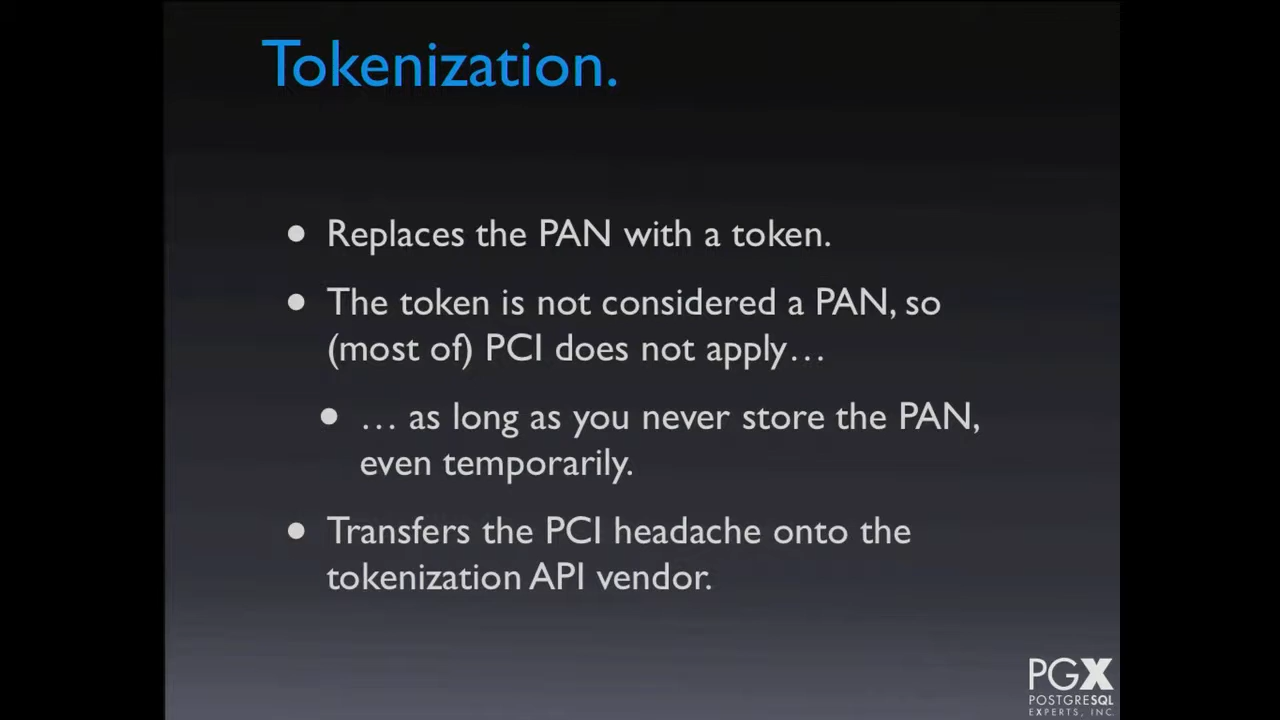 Tokenization.
● Replaces the PAN with a token.
● The token is not considered a PAN, so
(most of) PCI does not apply…
● … as long as you never store the PAN,
even temporarily.
● Transfers the PCI headache onto the
tokenization API vendor.
PGX
POSTGRESQL
EXPERTS, INC.